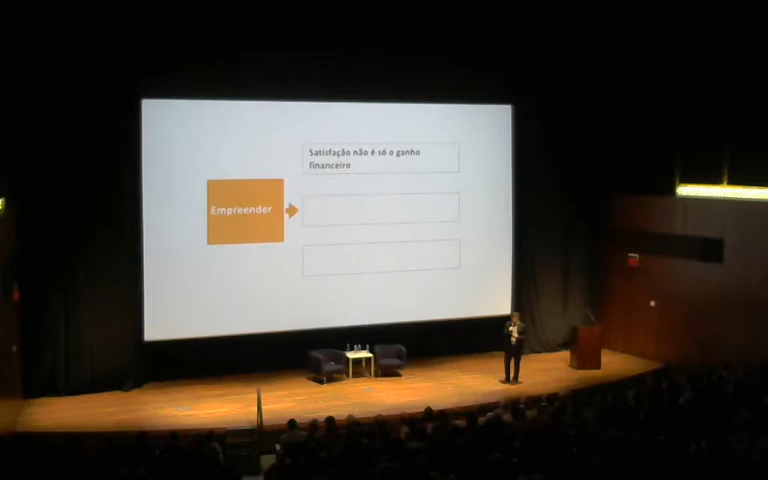 Satisfação não é só o ganho
financeiro
Empreender